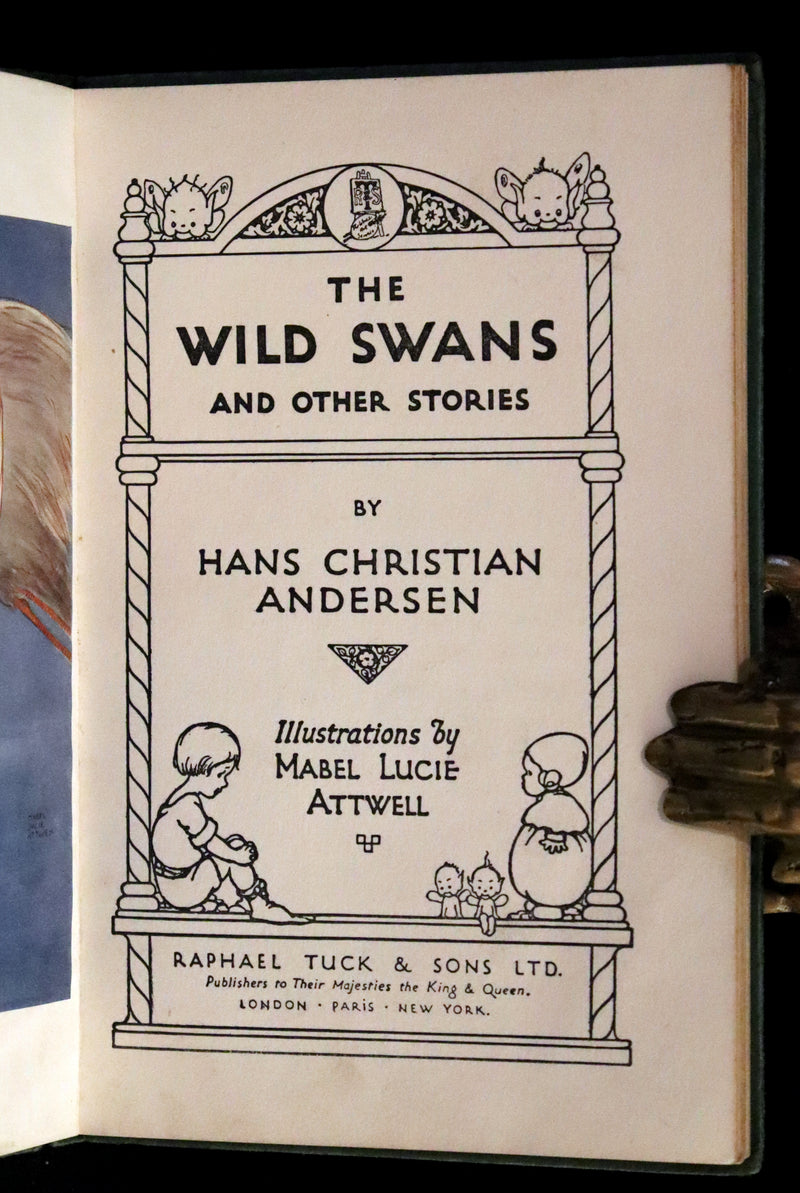 THE
WILD SWANS
AND OTHER STORIES
BY
HANS CHRISTIAN
ANDERSEN
Illustrations by
MABEL LUCIE
ATTWELL
RAPHAEL TUCK & SONS LTD.
Publishers to Their Majesties the King & Queen.
LONDON · PARIS · NEW YORK.